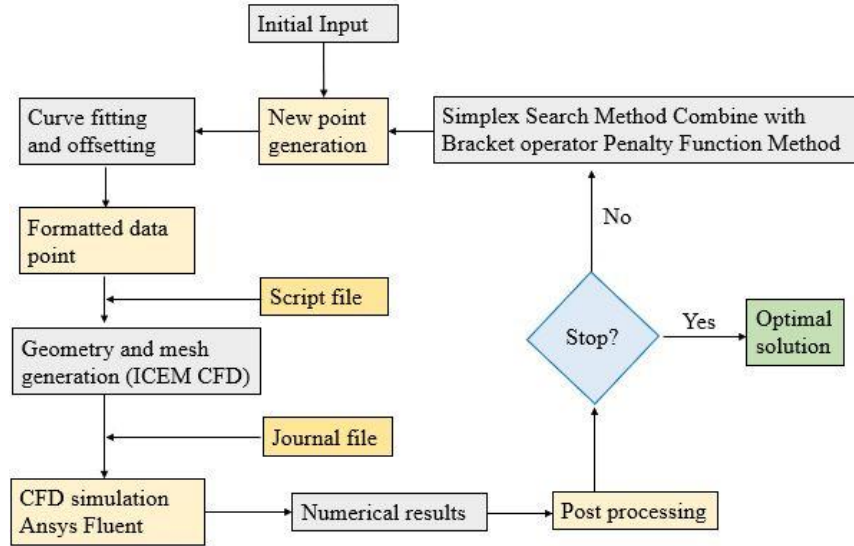 Initial Input
Curve fitting
and offsetting
New point
generation
Simplex Search Method Combine with
Bracket operator Penalty Function Method
No
Formatted data
point
Script file
Stop?
Yes
Optimal
solution
Geometry and mesh
generation (ICEM CFD)
Journal file
CFD simulation
Ansys Fluent
Numerical results
Post processing